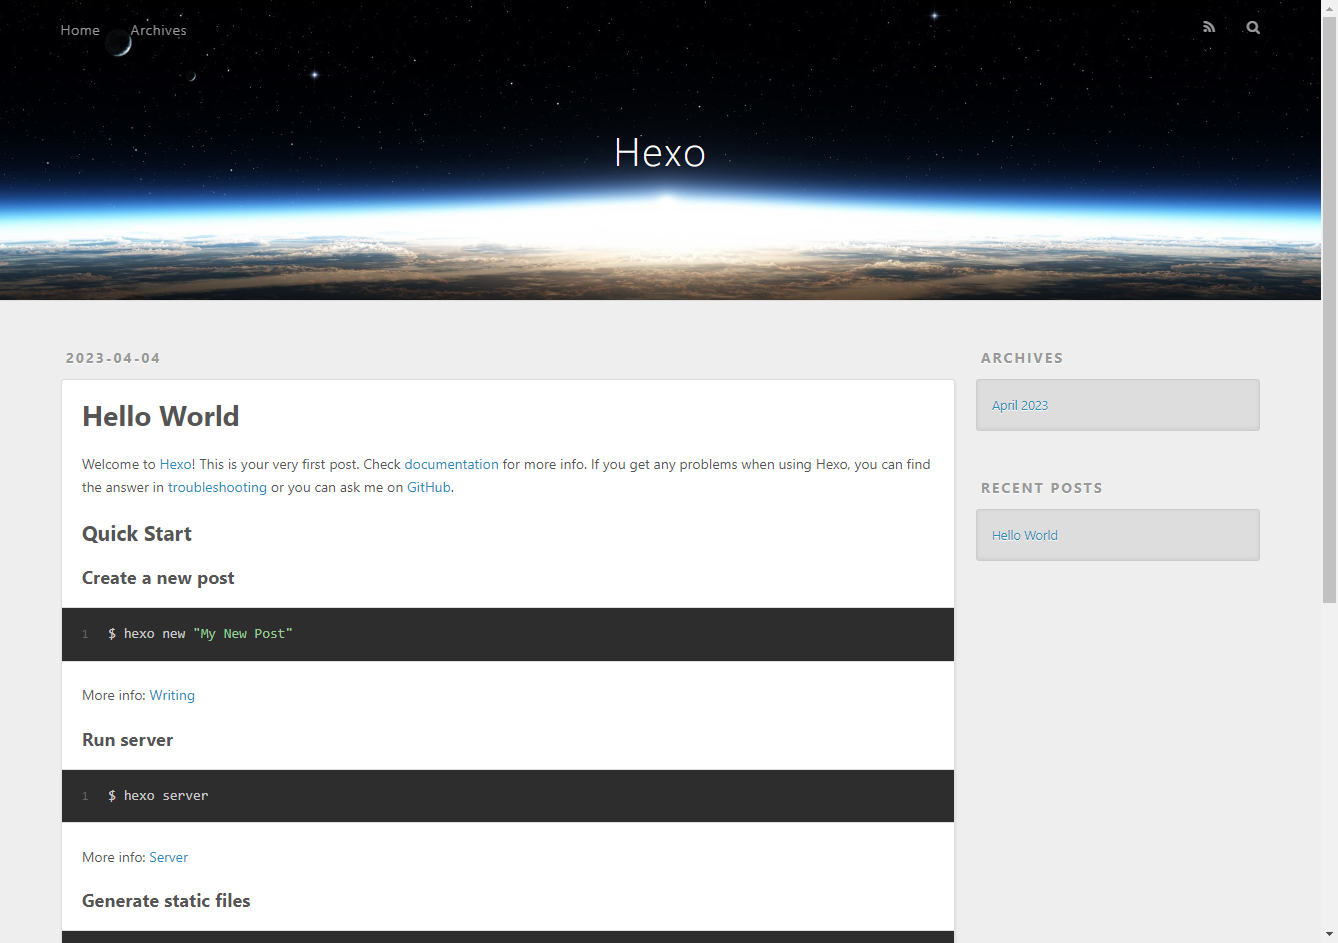 Home Archives
Hexo
2023-04-04
Hello World
Welcome to Hexo! This is your very first post. Check documentation for more info. If you get any problems when using Hexo, you can find
the answer in troubleshooting or you can ask me on GitHub.
Quick Start
Create a new post
1 $ hexo new "My New Post"
More info: Writing
Run server
1 $ hexo server
More info: Server
Generate static files
ARCHIVES
April 2023
RECENT POSTS
Hello World